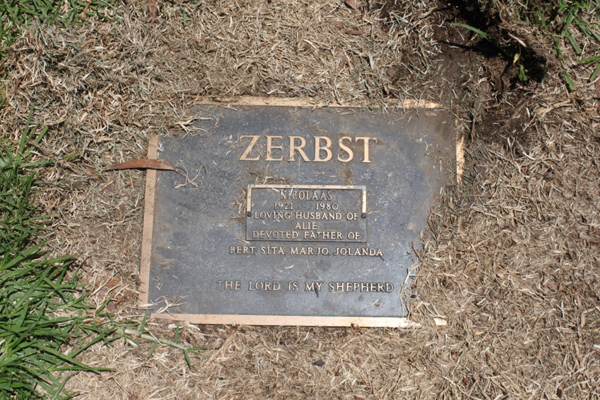 ZERBST
NICOLAAS
1921 1980
LOVING HUSBAND OF
ALIE
DEVOTED FATHER OF
BERT SITA MARJO JOLANDA
THE LORD IS MY SHEPHERD